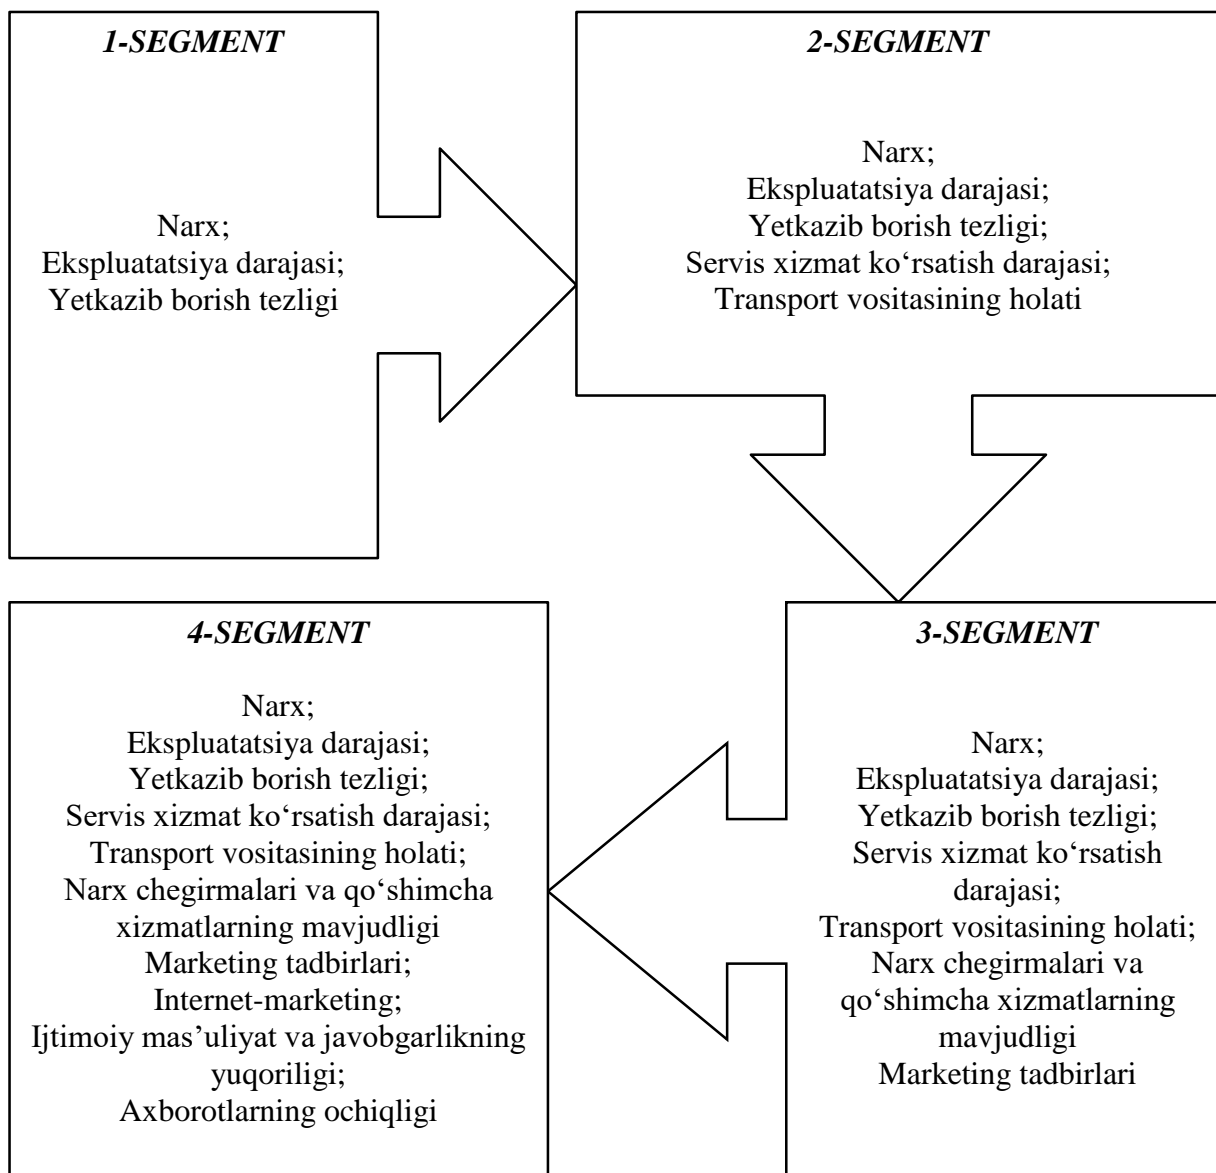 1-SEGMENT
Narx;
Ekspluatatsiya darajasi;
Yetkazib borish tezligi
2-SEGMENT
Narx;
Ekspluatatsiya darajasi;
Yetkazib borish tezligi;
Servis xizmat ko‘rsatish darajasi;
Transport vositasining holati
3-SEGMENT
Narx;
Ekspluatatsiya darajasi;
Yetkazib borish tezligi;
Servis xizmat ko‘rsatish
darajasi;
Transport vositasining holati;
Narx chegirmalari va
qo‘shimcha xizmatlarning
mavjudligi
Marketing tadbirlari
4-SEGMENT
Narx;
Ekspluatatsiya darajasi;
Yetkazib borish tezligi;
Servis xizmat ko‘rsatish darajasi;
Transport vositasining holati;
Narx chegirmalari va qo‘shimcha
xizmatlarning mavjudligi
Marketing tadbirlari;
Internet-marketing;
Ijtimoiy mas’uliyat va javobgarlikning
yuqoriligi;
Axborotlarning ochiqligi